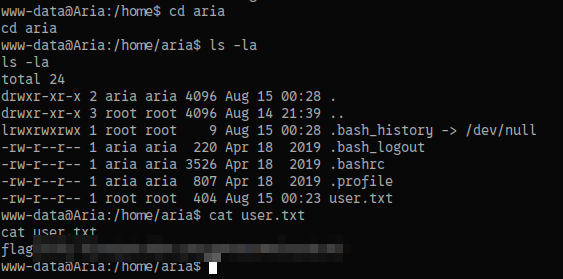 www-data@Aria:/home$ cd aria
cd aria
www-data@Aria:/home/aria$ ls -la
ls -la
total 24
drwxr-xr-x 2 aria aria 4096 Aug 15 00:28 .
drwxr-xr-x 3 root root 4096 Aug 14 21:39 ..
lrwxrwxrwx 1 root root    9 Aug 15 00:28 .bash_history -> /dev/null
-rw-r--r-- 1 aria aria  220 Apr 18  2019 .bash_logout
-rw-r--r-- 1 aria aria 3526 Apr 18  2019 .bashrc
-rw-r--r-- 1 aria aria  807 Apr 18  2019 .profile
-rw-r--r-- 1 root root  404 Aug 15 00:23 user.txt
www-data@Aria:/home/aria$ cat user.txt
cat user.txt
flag
www-data@Aria:/home/aria$